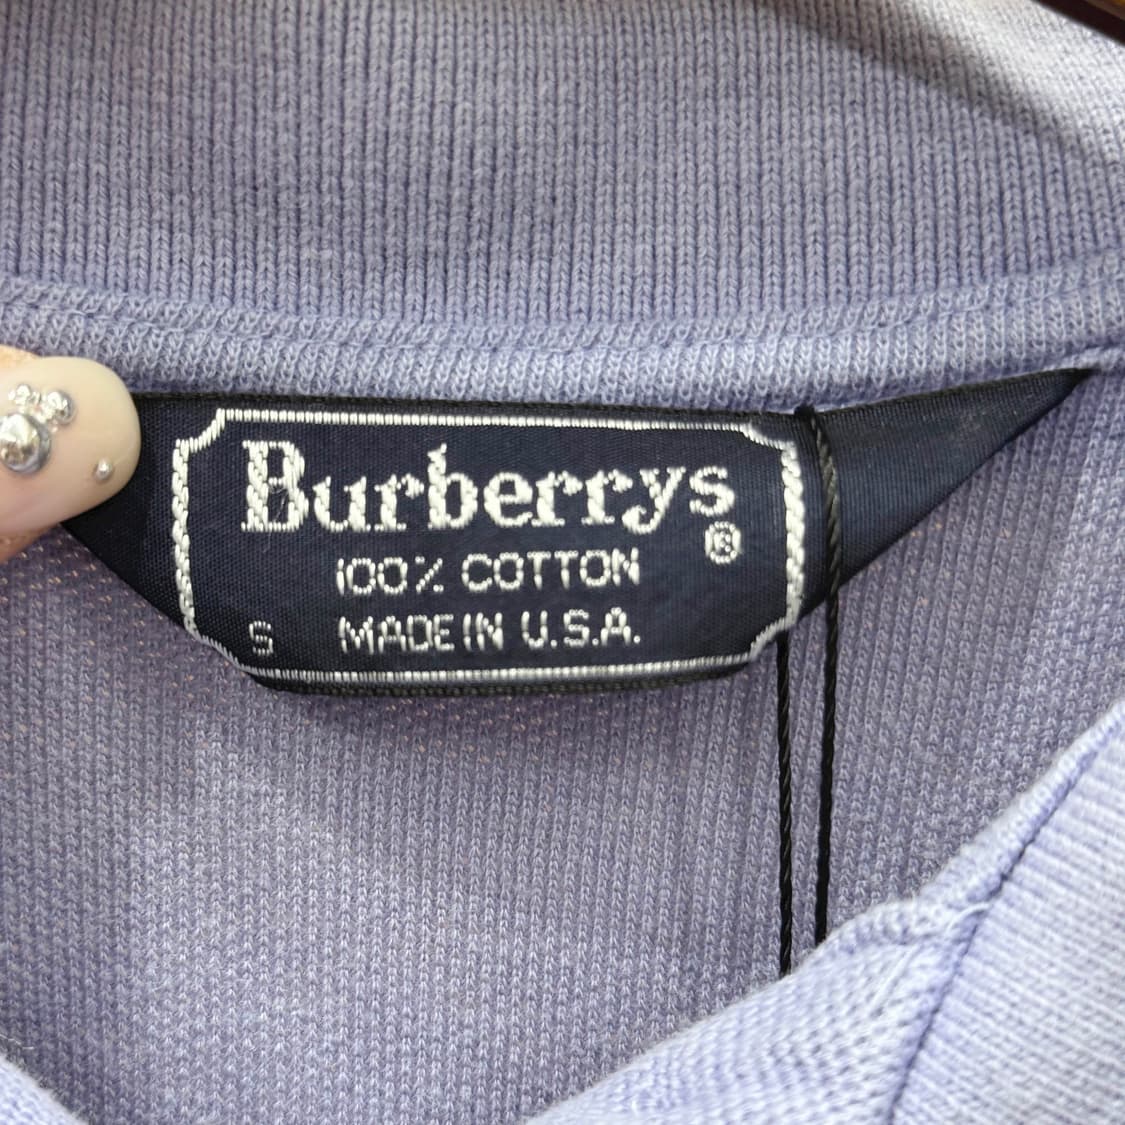 Burberrys
®
100% COTTON
S MADE IN U.S.A.